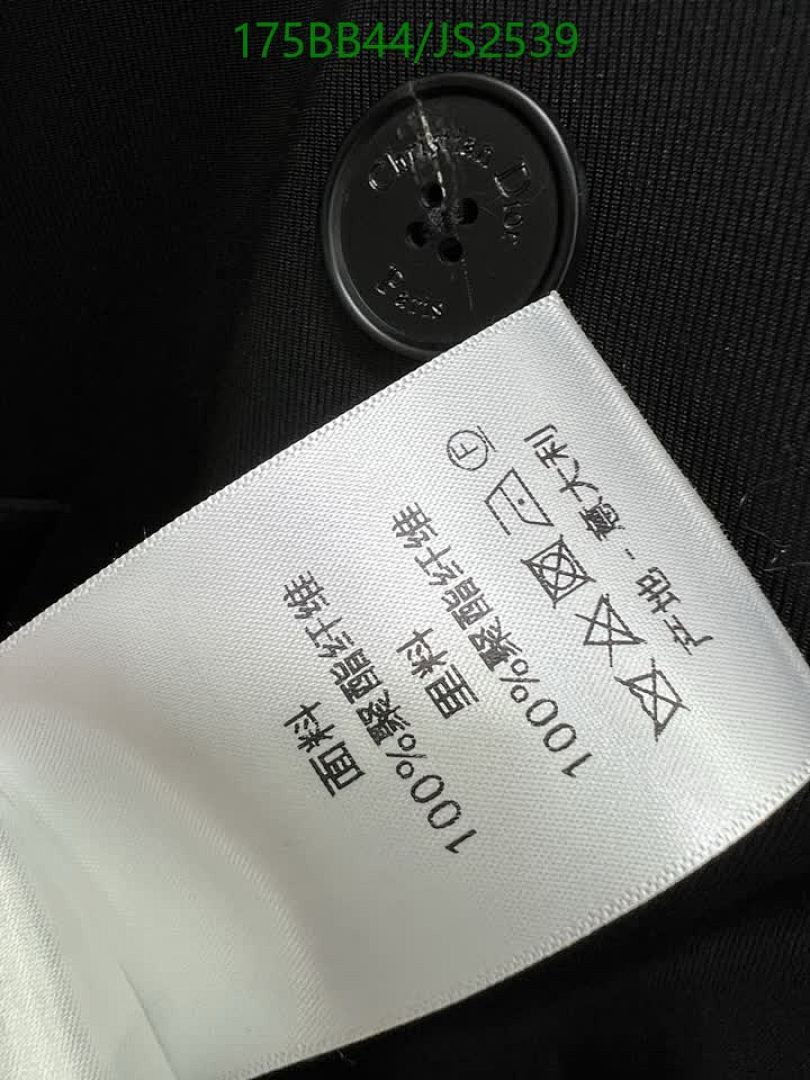 175BB44/JS2539
Christian Dior
Paris
面料
100%聚酯纤维
里料
100%聚酯纤维
F
产地 - 意大利